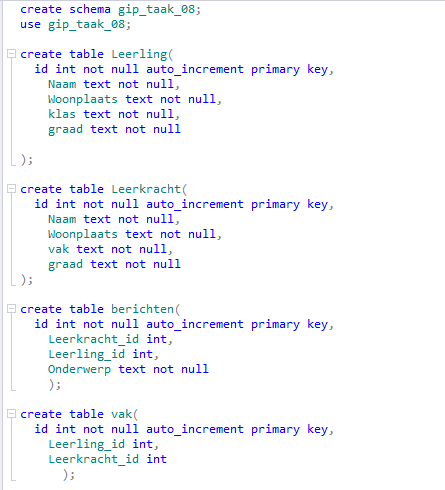 create schema gip_taak_08;
use gip_taak_08;
create table Leerling(
id int not null auto_increment primary key,
Naam text not null,
Woonplaats text not null,
klas text not null,
graad text not null
);
create table Leerkracht(
id int not null auto_increment primary key,
Naam text not null,
Woonplaats text not null,
vak text not null,
graad text not null
);
create table berichten(
id int not null auto_increment primary key,
Leerkracht_id int,
Leerling_id int,
Onderwerp text not null
);
create table vak(
id int not null auto_increment primary key,
Leerling_id int,
Leerkracht_id int
);